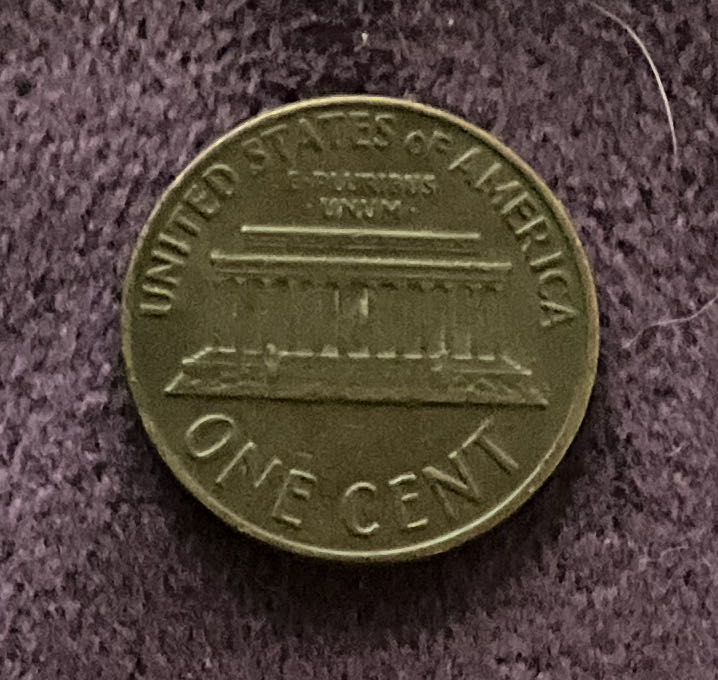 UNITED STATES OF AMERICA
E PLURIBUS
UNUM
ONE CENT